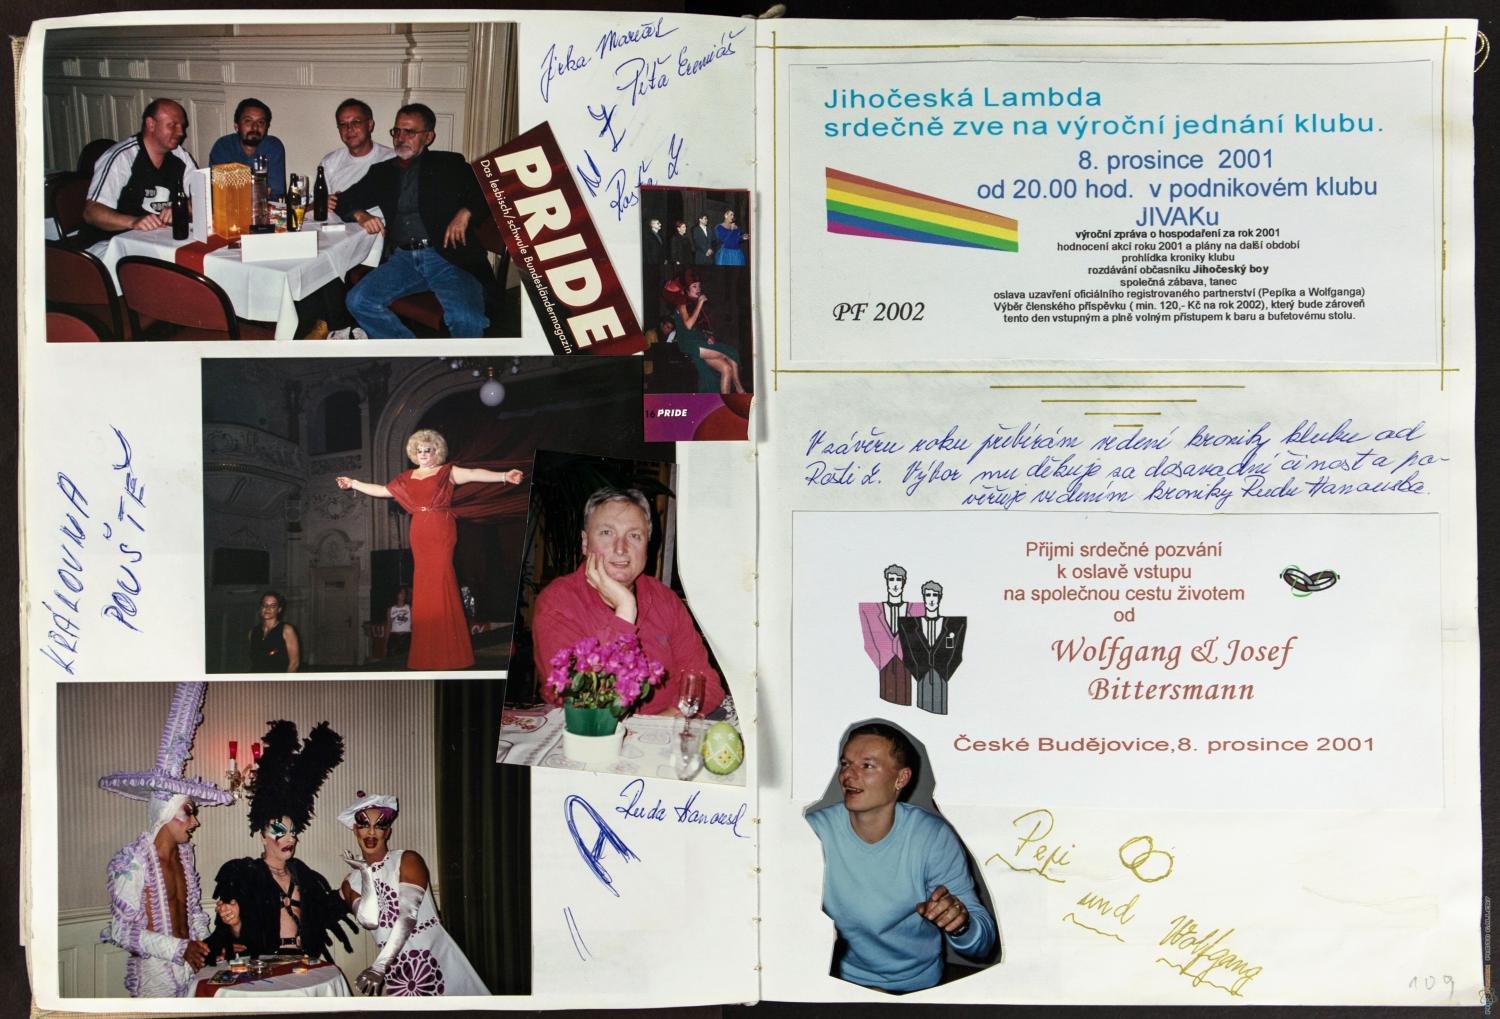 Jirka
Píťa Eremiáš
Rosťa Z.
PRIDE
Das lesbisch/schwule Bundesländermagazin
16 PRIDE
KRÁLOVNA
POUŠTĚ
Ruda Hanousek
Jihočeská Lambda
srdečně zve na výroční jednání klubu.
8. prosince 2001
od 20.00 hod. v podnikovém klubu
JIVAKu
výroční zpráva o hospodaření za rok 2001
hodnocení akcí roku 2001 a plány na další období
prohlídka kroniky klubu
rozdávání občasníku Jihočeský boy
společná zábava, tanec
oslava uzavření oficiálního registrovaného partnerství (Pepíka a Wolfganga)
Výběr členského příspěvku ( min. 120,- Kč na rok 2002), který bude zároveň
tento den vstupným a plně volným přístupem k baru a bufetovému stolu.
PF 2002
V závěru roku přebírám vedení kroniky klubu od
Rosti Z. Výbor mu děkuje za dosavadní činnost a po-
věřuje vedením kroniky Rudu Hanouska.
Přijmi srdečné pozvání
k oslavě vstupu
na společnou cestu životem
od
Wolfgang & Josef
Bittersmann
České Budějovice,8. prosince 2001
Pepi
und
Wolfgang
109